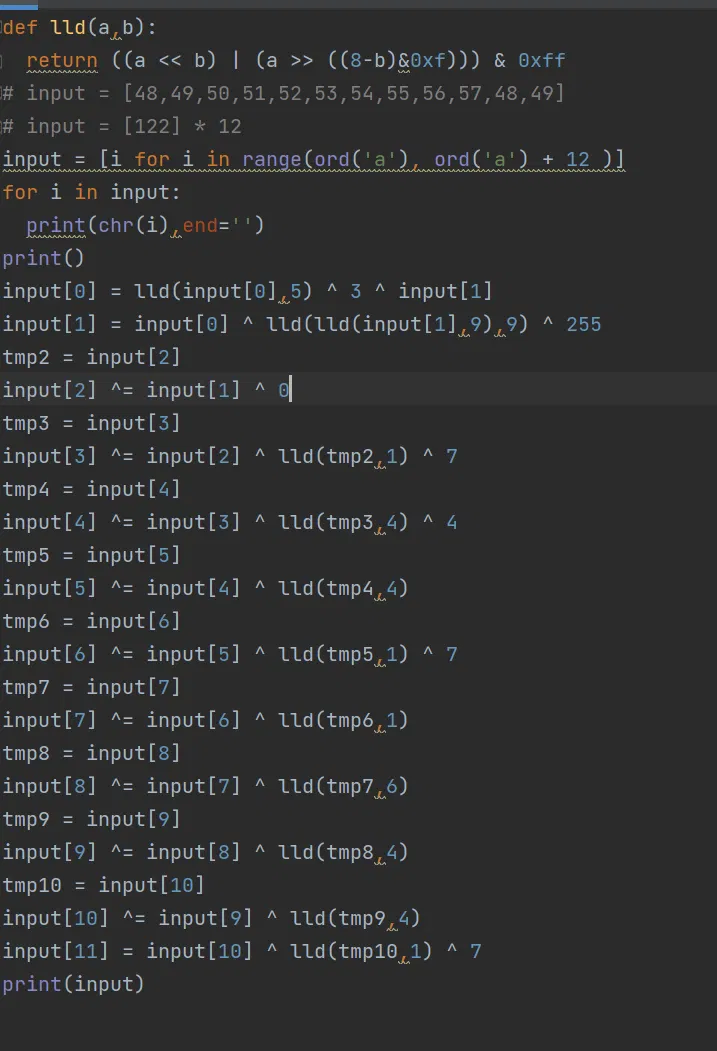 def lld(a,b):
  return ((a << b) | (a >> ((8-b)&0xf))) & 0xff
# input = [48,49,50,51,52,53,54,55,56,57,48,49]
# input = [122] * 12
input = [i for i in range(ord('a'), ord('a') + 12 )]
for i in input:
  print(chr(i),end='')
print()
input[0] = lld(input[0],5) ^ 3 ^ input[1]
input[1] = input[0] ^ lld(lld(input[1],9),9) ^ 255
tmp2 = input[2]
input[2] ^= input[1] ^ 0
tmp3 = input[3]
input[3] ^= input[2] ^ lld(tmp2,1) ^ 7
tmp4 = input[4]
input[4] ^= input[3] ^ lld(tmp3,4) ^ 4
tmp5 = input[5]
input[5] ^= input[4] ^ lld(tmp4,4)
tmp6 = input[6]
input[6] ^= input[5] ^ lld(tmp5,1) ^ 7
tmp7 = input[7]
input[7] ^= input[6] ^ lld(tmp6,1)
tmp8 = input[8]
input[8] ^= input[7] ^ lld(tmp7,6)
tmp9 = input[9]
input[9] ^= input[8] ^ lld(tmp8,4)
tmp10 = input[10]
input[10] ^= input[9] ^ lld(tmp9,4)
input[11] = input[10] ^ lld(tmp10,1) ^ 7
print(input)